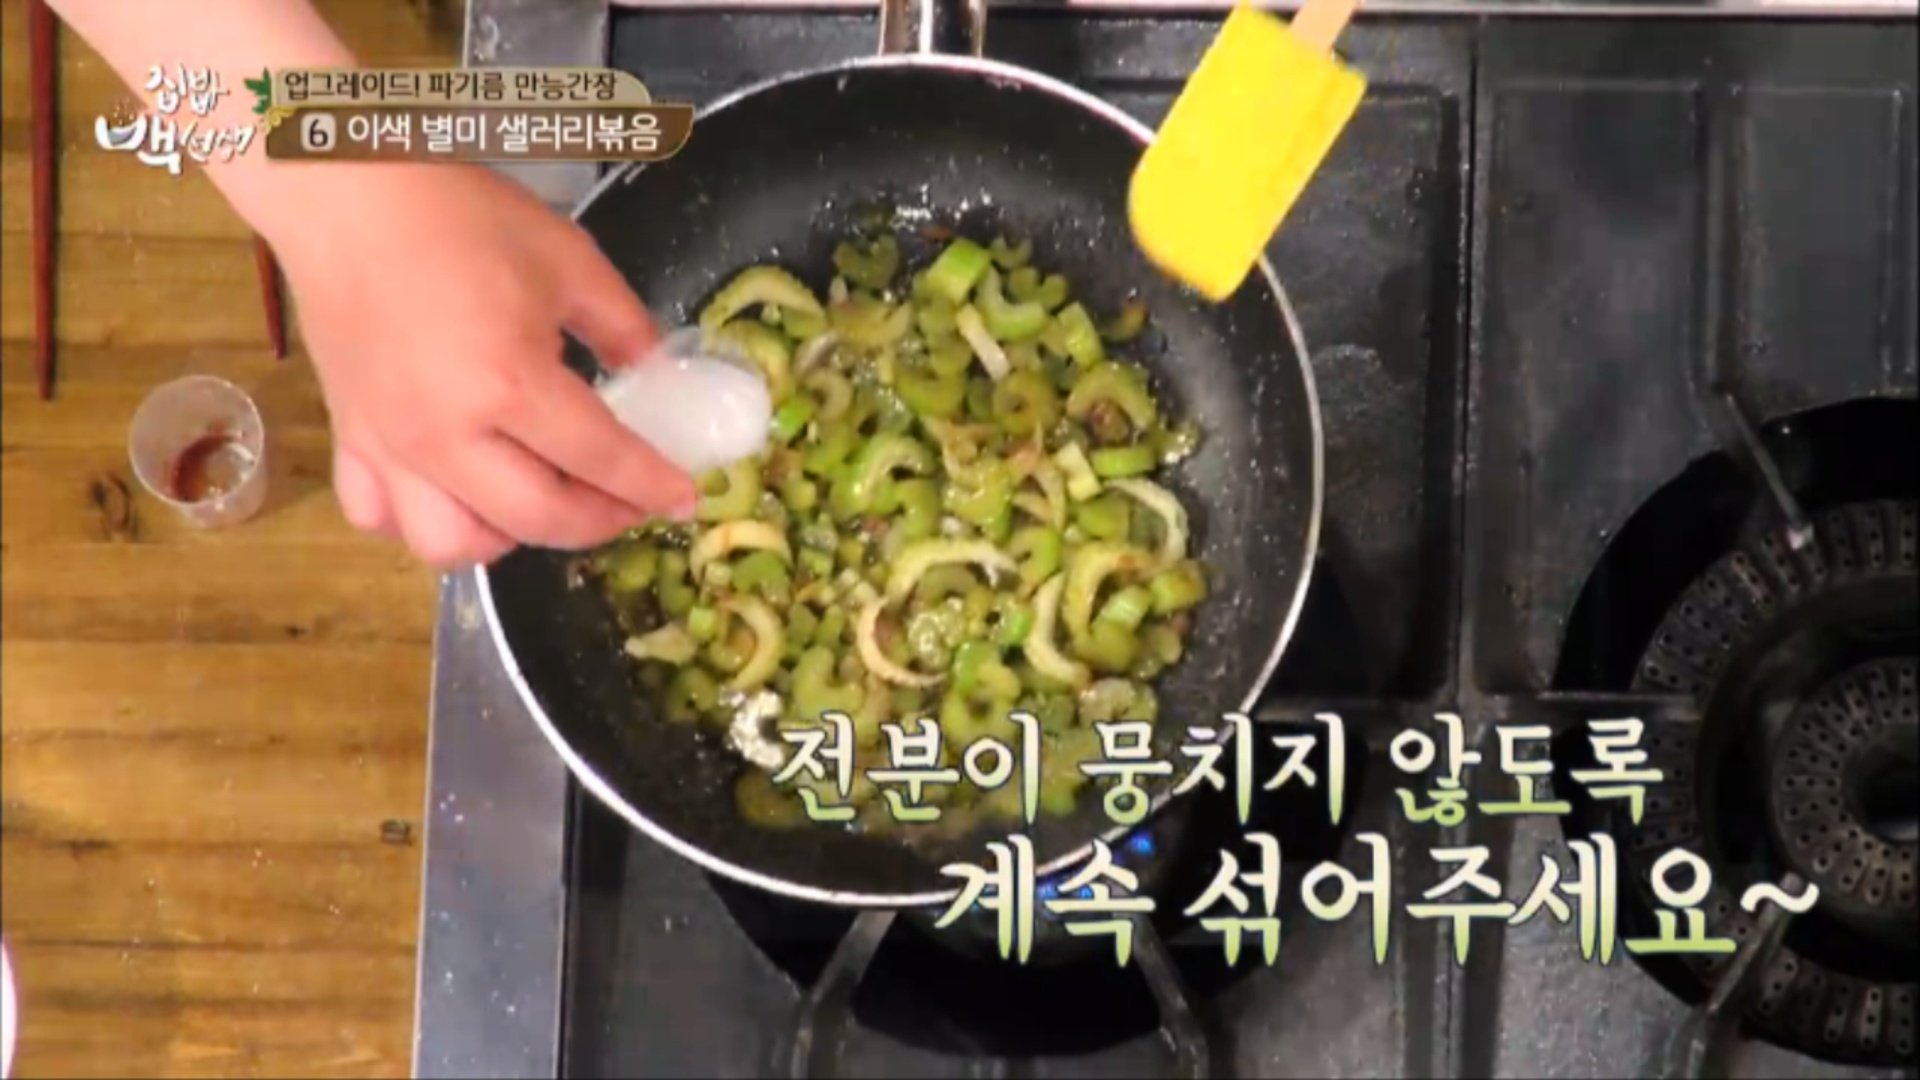 집밥
백선생
업그레이드! 파기름 만능간장
6 이색 별미 샐러리볶음
전분이 뭉치지 않도록
계속 섞어주세요~